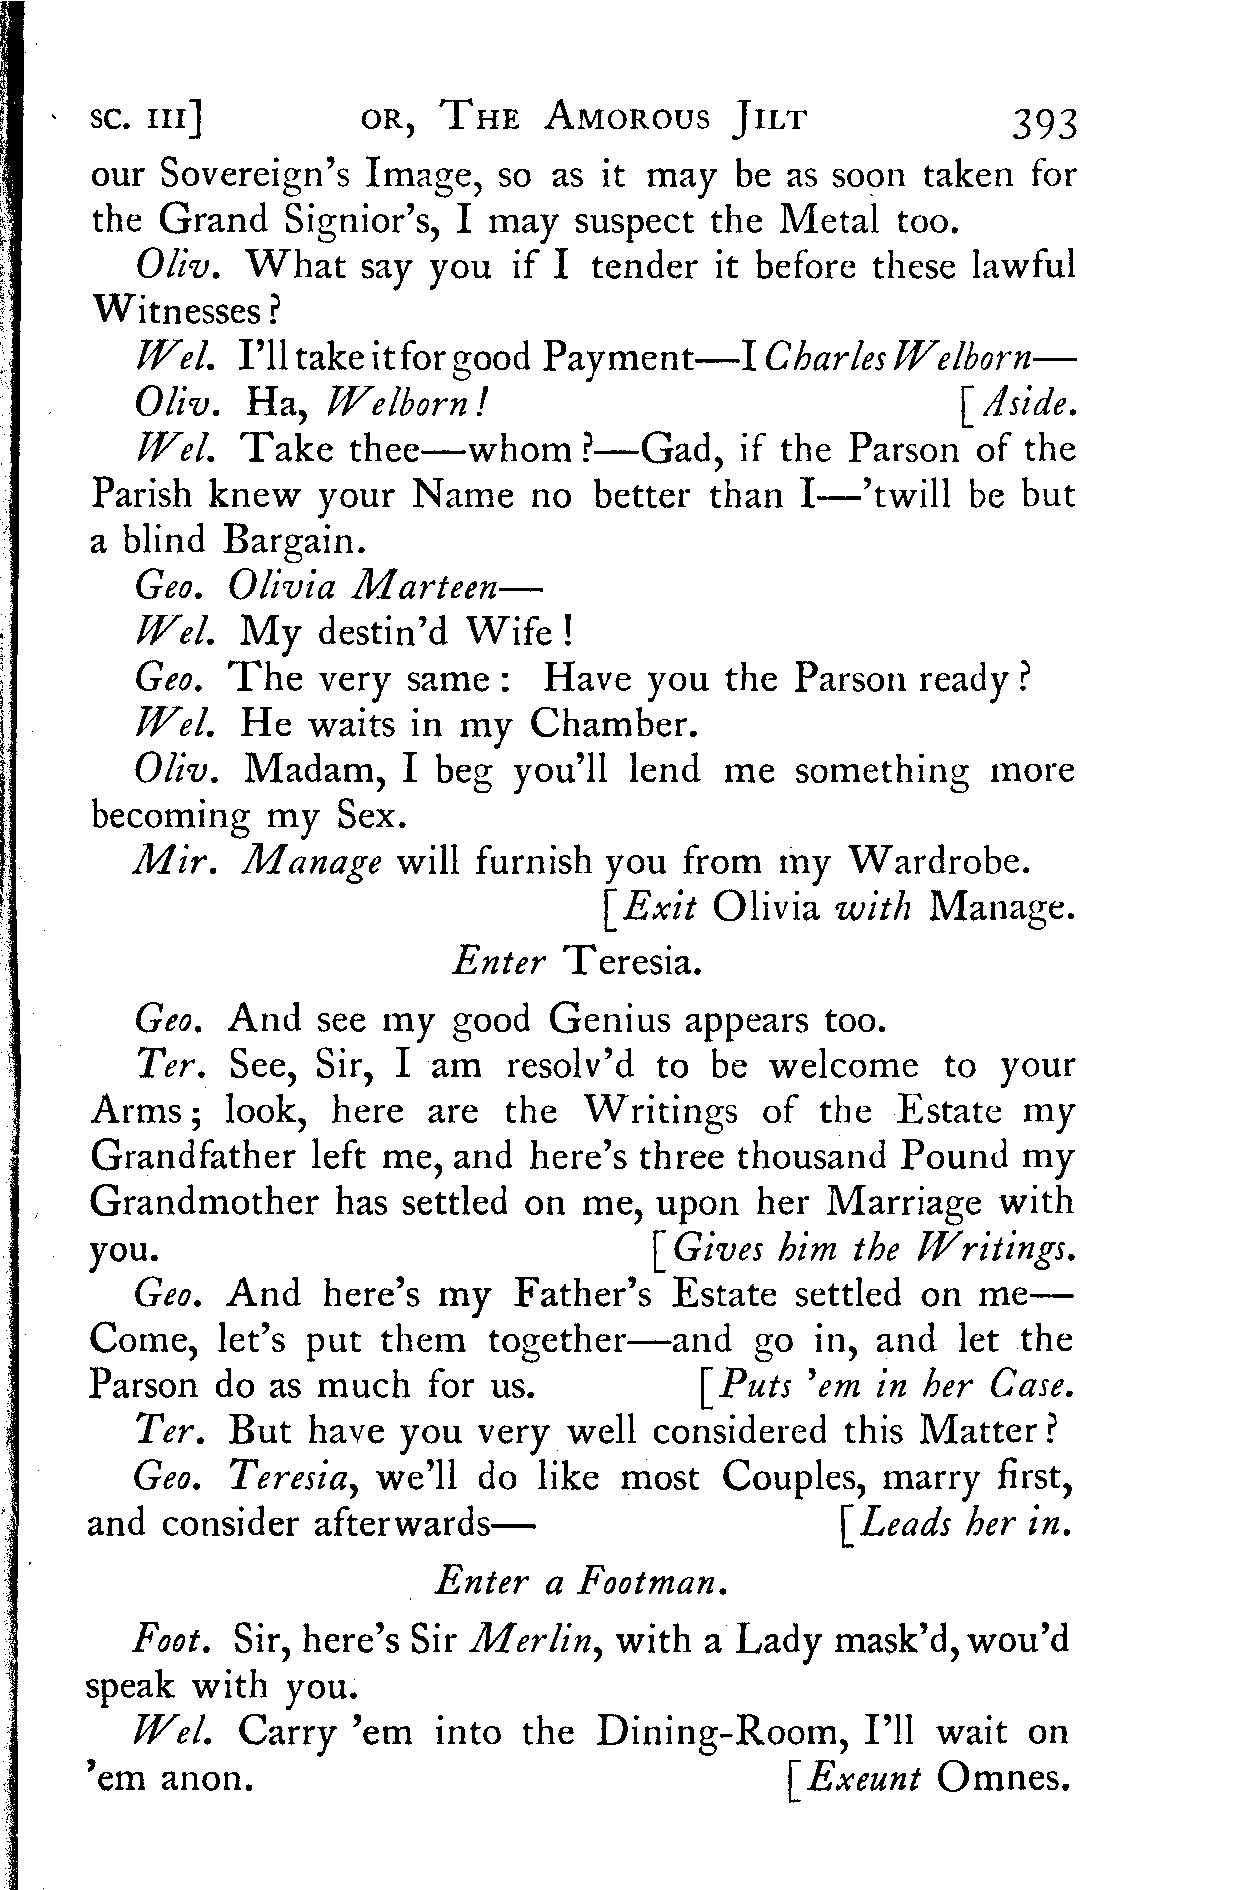 SC. III] OR, THE AMOROUS JILT 393
our Sovereign's Image, so as it may be as soon taken for
the Grand Signior's, I may suspect the Metal too.
Oliv. What say you if I tender it before these lawful
Witnesses?
Wel. I'll take it for good Payment—I Charles Welborn—
Oliv. Ha, Welborn! [Aside.
Wel. Take thee—whom?—Gad, if the Parson of the
Parish knew your Name no better than I—'twill be but
a blind Bargain.
Geo. Olivia Marteen—
Wel. My destin'd Wife!
Geo. The very same: Have you the Parson ready?
Wel. He waits in my Chamber.
Oliv. Madam, I beg you'll lend me something more
becoming my Sex.
Mir. Manage will furnish you from my Wardrobe.
[Exit Olivia with Manage.
Enter Teresia.
Geo. And see my good Genius appears too.
Ter. See, Sir, I am resolv'd to be welcome to your
Arms; look, here are the Writings of the Estate my
Grandfather left me, and here's three thousand Pound my
Grandmother has settled on me, upon her Marriage with
you. [Gives him the Writings.
Geo. And here's my Father's Estate settled on me—
Come, let's put them together—and go in, and let the
Parson do as much for us. [Puts 'em in her Case.
Ter. But have you very well considered this Matter?
Geo. Teresia, we'll do like most Couples, marry first,
and consider afterwards— [Leads her in.
Enter a Footman.
Foot. Sir, here's Sir Merlin, with a Lady mask'd, wou'd
speak with you.
Wel. Carry 'em into the Dining-Room, I'll wait on
'em anon. [Exeunt Omnes.